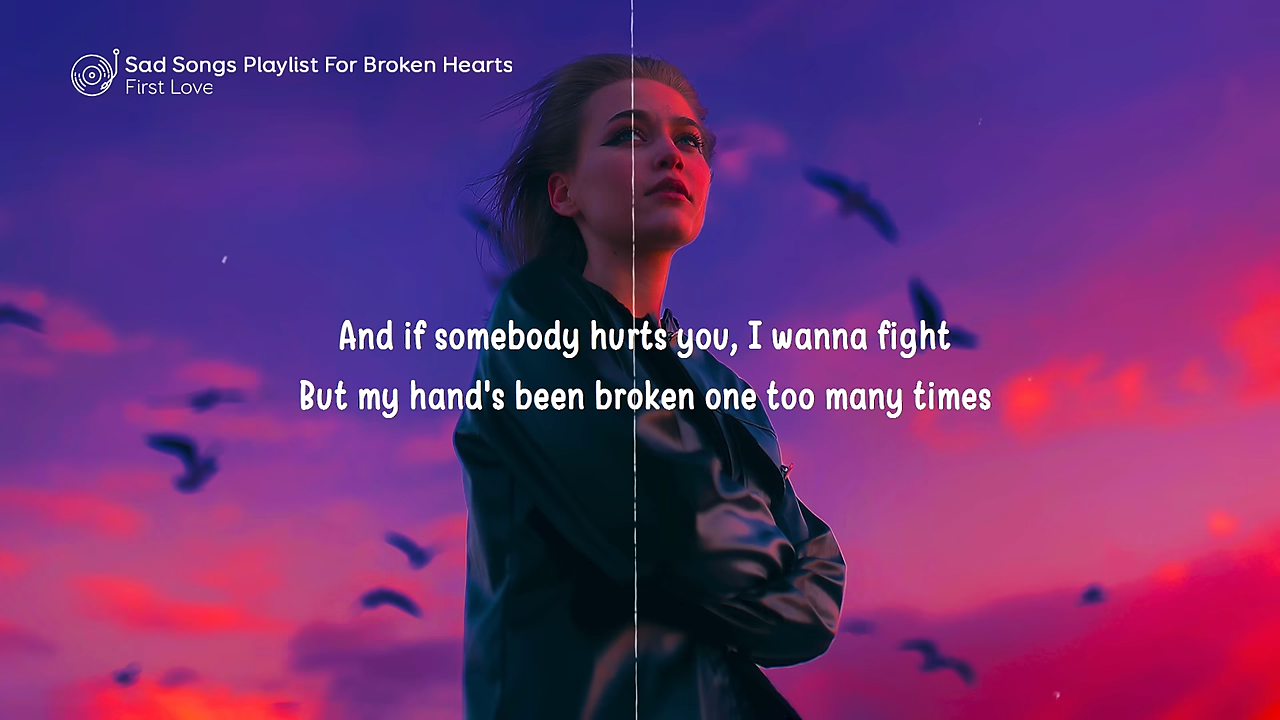 Sad Songs Playlist For Broken Hearts
First Love
And if somebody hurts you, I wanna fight
But my hand's been broken one too many times